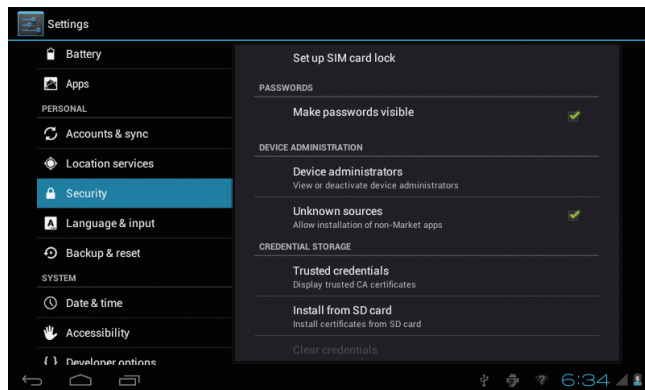 Settings
Battery
Apps
PERSONAL
Accounts & sync
Location services
Security
Language & input
Backup & reset
SYSTEM
Date & time
Accessibility
{ } Developer options
Set up SIM card lock
PASSWORDS
Make passwords visible
DEVICE ADMINISTRATION
Device administrators
View or deactivate device administrators
Unknown sources
Allow installation of non-Market apps
CREDENTIAL STORAGE
Trusted credentials
Display trusted CA certificates
Install from SD card
Install certificates from SD card
Clear credentials
6:34